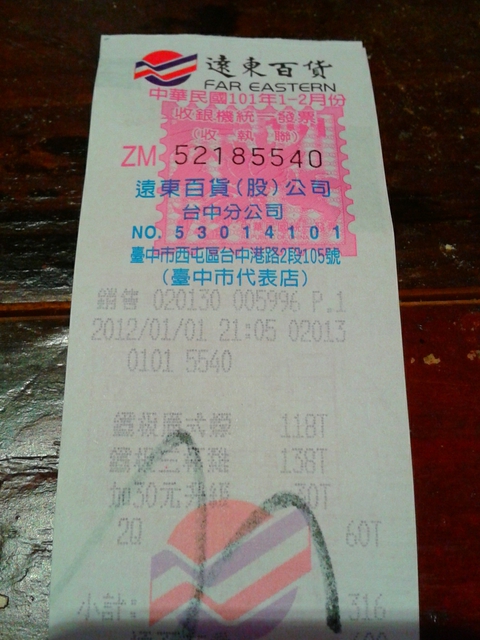 遠東百貨
FAR EASTERN
中華民國101年1-2月份
收銀機統一發票
(收執聯)
ZM 52185540
遠東百貨(股)公司
台中分公司
NO. 53014101
臺中市西屯區台中港路2段105號
(臺中市代表店)
銷售 020130 005996 P.1
2012/01/01 21:05 02013
0101 5540
鐵板廣式 118T
鐵板三杯雞 138T
加30元升級 30T
2Q 60T
小計: 316